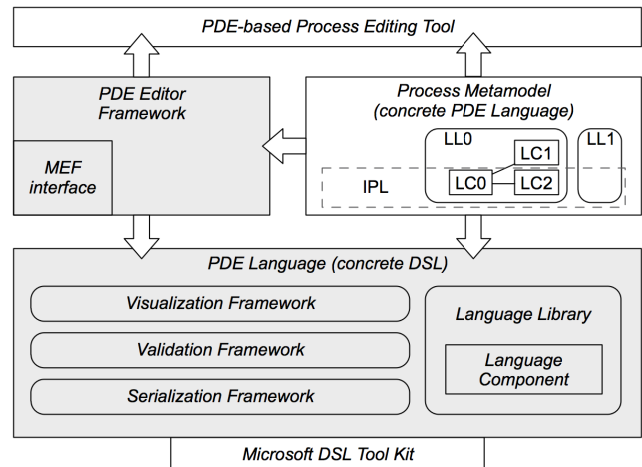 PDE-based Process Editing Tool
PDE Editor
Framework
MEF
interface
Process Metamodel
(concrete PDE Language)
LL0
LL1
LC1
IPL
LC0
LC2
PDE Language (concrete DSL)
Visualization Framework
Validation Framework
Serialization Framework
Language Library
Language
Component
Microsoft DSL Tool Kit